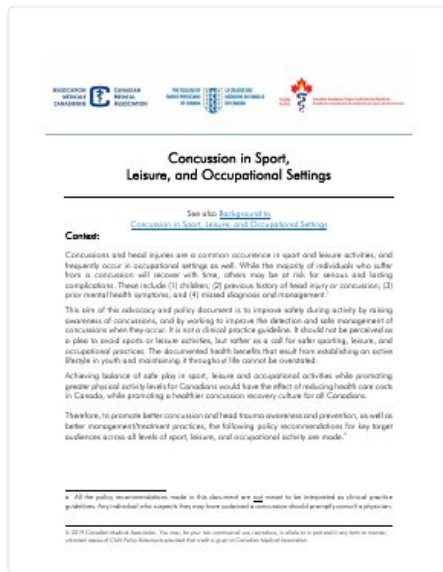 ASSOCIATION MÉDICALE CANADIENNE
CANADIAN MEDICAL ASSOCIATION
THE COLLEGE OF FAMILY PHYSICIANS OF CANADA
LE COLLÈGE DES MÉDECINS DE FAMILLE DU CANADA
Concussion in Sport,
Leisure, and Occupational Settings
See also Background to
Concussion in Sport, Leisure, and Occupational Settings
Context:
Concussions and head injuries are a common occurrence in sport and leisure activities, and
frequently occur in occupational settings as well. While the majority of individuals who suffer
from a concussion will recover with time, others may be at risk for serious and lasting
complications. These include (1) children; (2) previous history of head injury or concussion; (3)
prior mental health symptoms; and (4) missed diagnosis and management.
This aim of this advocacy and policy document is to improve safety during activity by raising
awareness of concussions, and by working to improve the detection and safe management of
concussions when they occur. It is not a clinical practice guideline. It should not be perceived as
a plea to avoid sports or leisure activities, but rather as a call for safer sporting, leisure, and
occupational practices. The documented health benefits that result from establishing an active
lifestyle in youth and maintaining it throughout life cannot be overstated.
Achieving balance of safe play in sport, leisure and occupational activities while promoting
greater physical activity levels for Canadians would have the effect of reducing health care costs
in Canada, while promoting a healthier concussion recovery culture for all Canadians.
Therefore, to promote better concussion and head trauma awareness and prevention, as well as
better management/treatment practices, the following policy recommendations for key target
audiences across all levels of sport, leisure, and occupational activity are made.
a All the policy recommendations made in this document are not meant to be interpreted as clinical practice
guidelines. Any individual who suspects they may have sustained a concussion should promptly consult a physician.
© 2019 Canadian Medical Association. You may, for your non-commercial use, reproduce, in whole or in part and in any form or manner,
unlimited copies of CMA Policy Statements provided that credit is given to Canadian Medical Association.